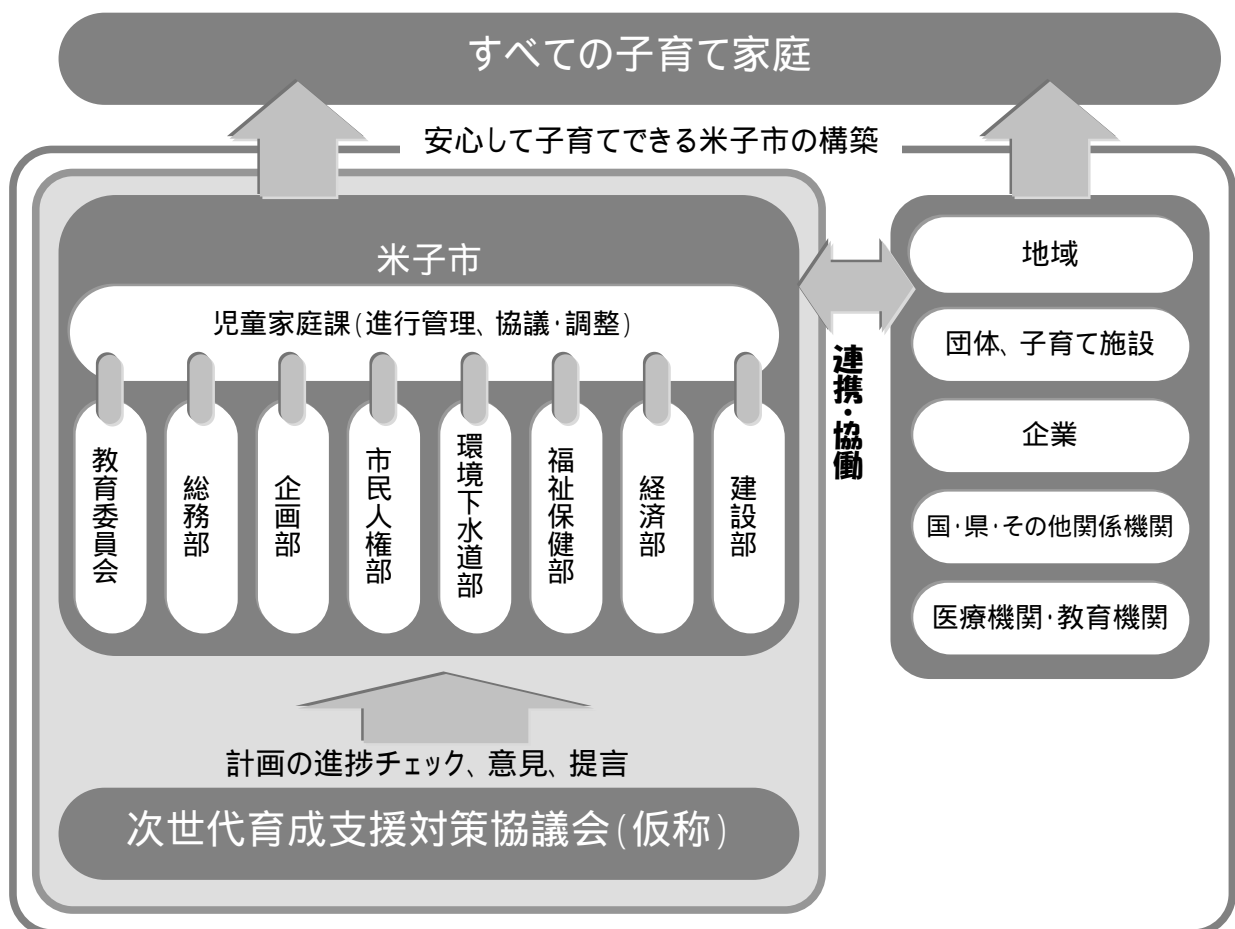 すべての子育て家庭
安心して子育てできる米子市の構築
米子市
児童家庭課(進行管理、協議・調整)
教育委員会
総務部
企画部
市民人権部
環境下水道部
福祉保健部
経済部
建設部
連携・協働
地域
団体、子育て施設
企業
国・県・その他関係機関
医療機関・教育機関
計画の進捗チェック、意見、提言
次世代育成支援対策協議会(仮称)